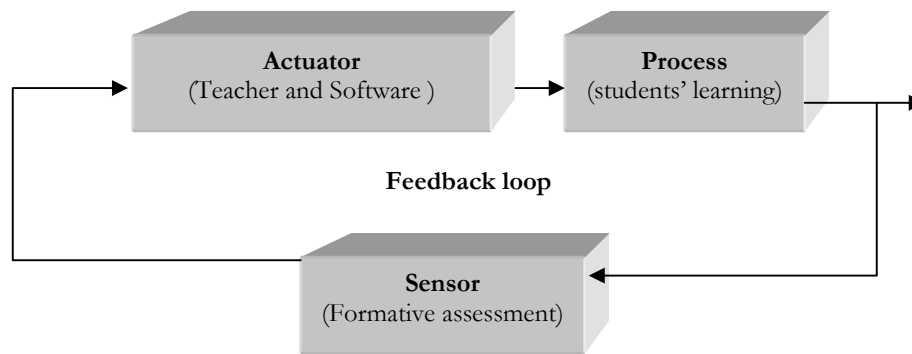 Actuator
(Teacher and Software )
Process
(students’ learning)
Feedback loop
Sensor
(Formative assessment)